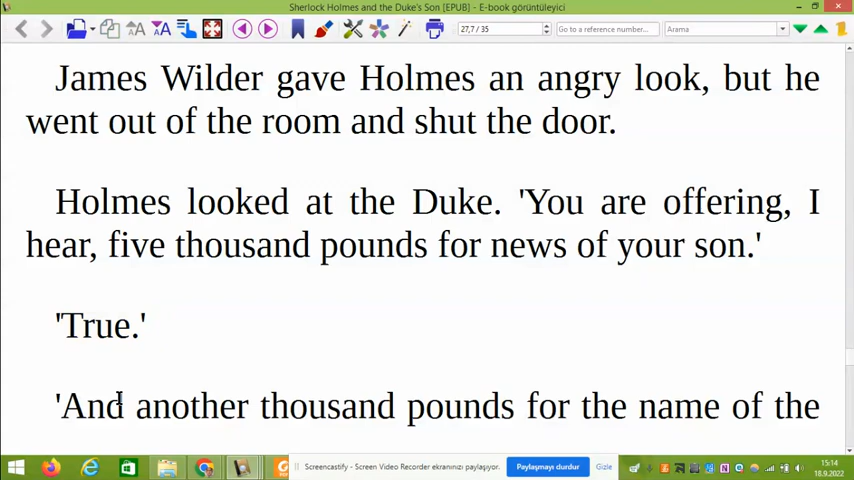 Sherlock Holmes and the Duke's Son [EPUB] - E-book görüntüleyici
27,7 / 35
Go to a reference number...
Arama
James Wilder gave Holmes an angry look, but he
went out of the room and shut the door.
Holmes looked at the Duke. 'You are offering, I
hear, five thousand pounds for news of your son.'
'True.'
'And another thousand pounds for the name of the
Screencastify - Screen Video Recorder ekranınızı paylaşıyor.
Paylaşmayı durdur
Gizle
15:14
18.9.2022